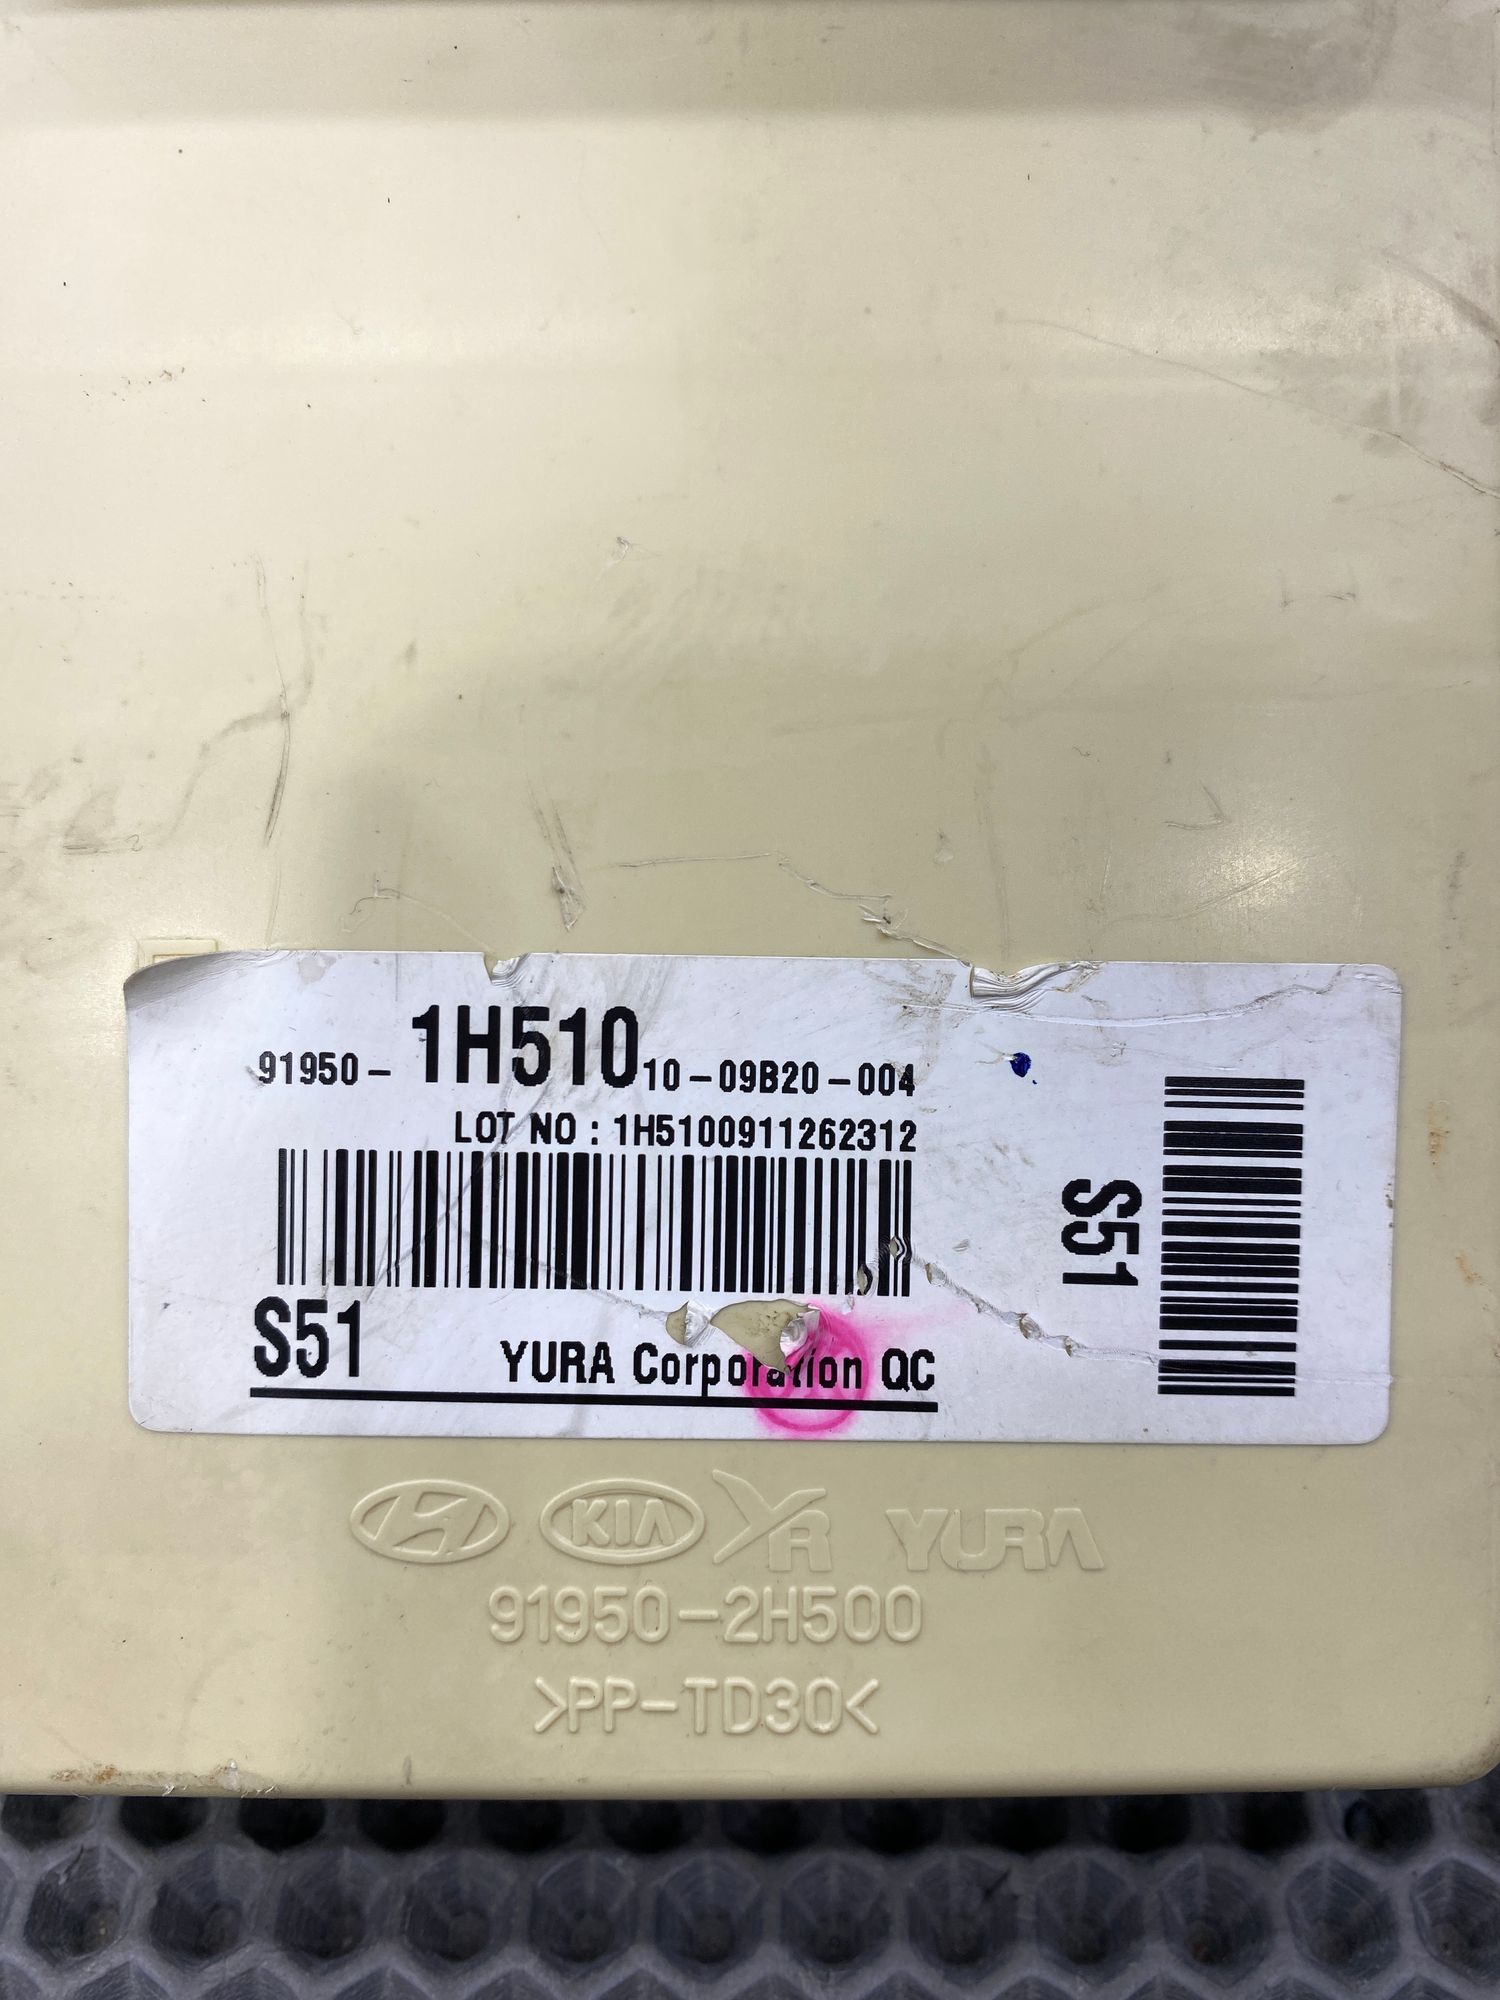 91950-1H510 10-09B20-004
LOT NO : 1H5100911262312
S51
S51
YURA Corporation QC
KIA YR YURA
91950-2H500
>PP-TD30<